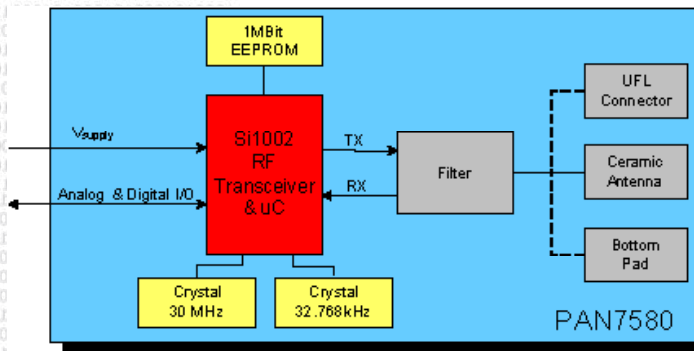 1MBit
EEPROM
UFL
Connector
Vsupply
Si1002
RF
Transceiver
& uC
TX
RX
Filter
Ceramic
Antenna
Analog & Digital I/O
Bottom
Pad
Crystal
30 MHz
Crystal
32.768kHz
PAN7580